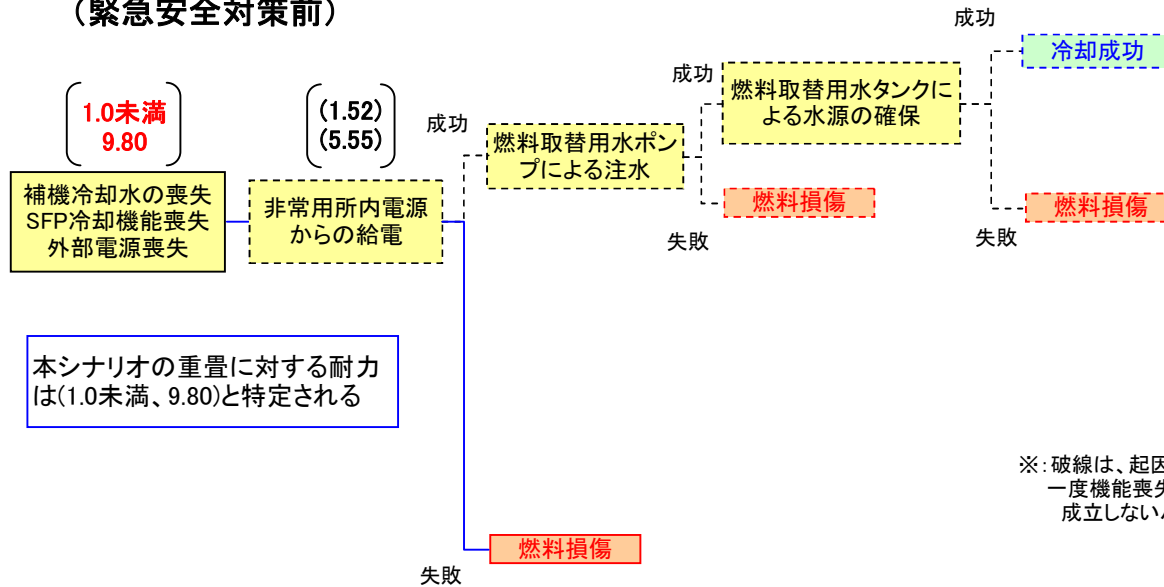 (緊急安全対策前)
成功
冷却成功
成功
燃料取替用水タンクに
よる水源の確保
1.0未満
9.80
(1.52)
(5.55)
成功
燃料取替用水ポン
プによる注水
補機冷却水の喪失
SFP冷却機能喪失
外部電源喪失
非常用所内電源
からの給電
燃料損傷
失敗
燃料損傷
失敗
本シナリオの重畳に対する耐力
は(1.0未満、9.80)と特定される
※:破線は、起因
一度機能喪失
成立しない
燃料損傷
失敗